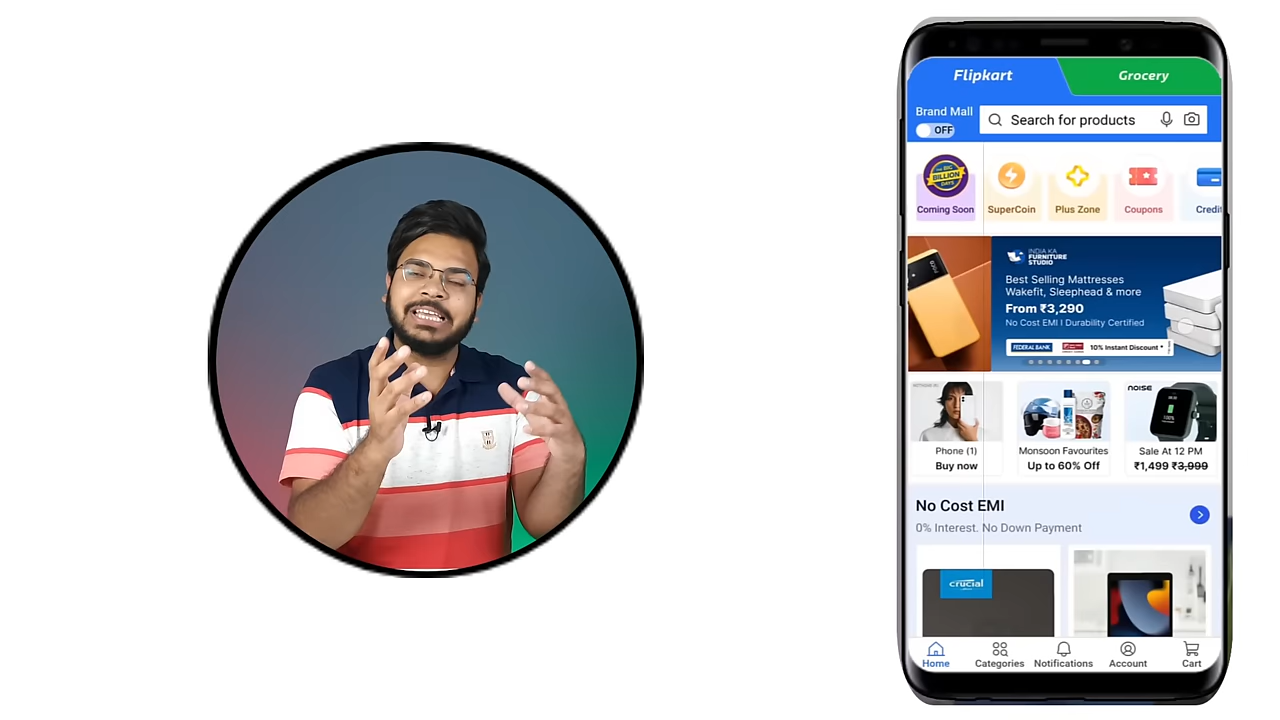 Flipkart
Grocery
Brand Mall
OFF
Search for products
THE BIG
BILLION
DAYS
Coming Soon
SuperCoin
Plus Zone
Coupons
Credit
POCO
INDIA KA
FURNITURE
STUDIO
Best Selling Mattresses
Wakefit, Sleephead & more
From ₹3,290
No Cost EMI I Durability Certified
FEDERAL BANK
10% Instant Discount *
noise
Phone (1)
Monsoon Favourites
Sale At 12 PM
Buy now
Up to 60% Off
₹1,499 ₹3,999
No Cost EMI
0% Interest. No Down Payment
crucial
Home
Categories
Notifications
Account
Cart